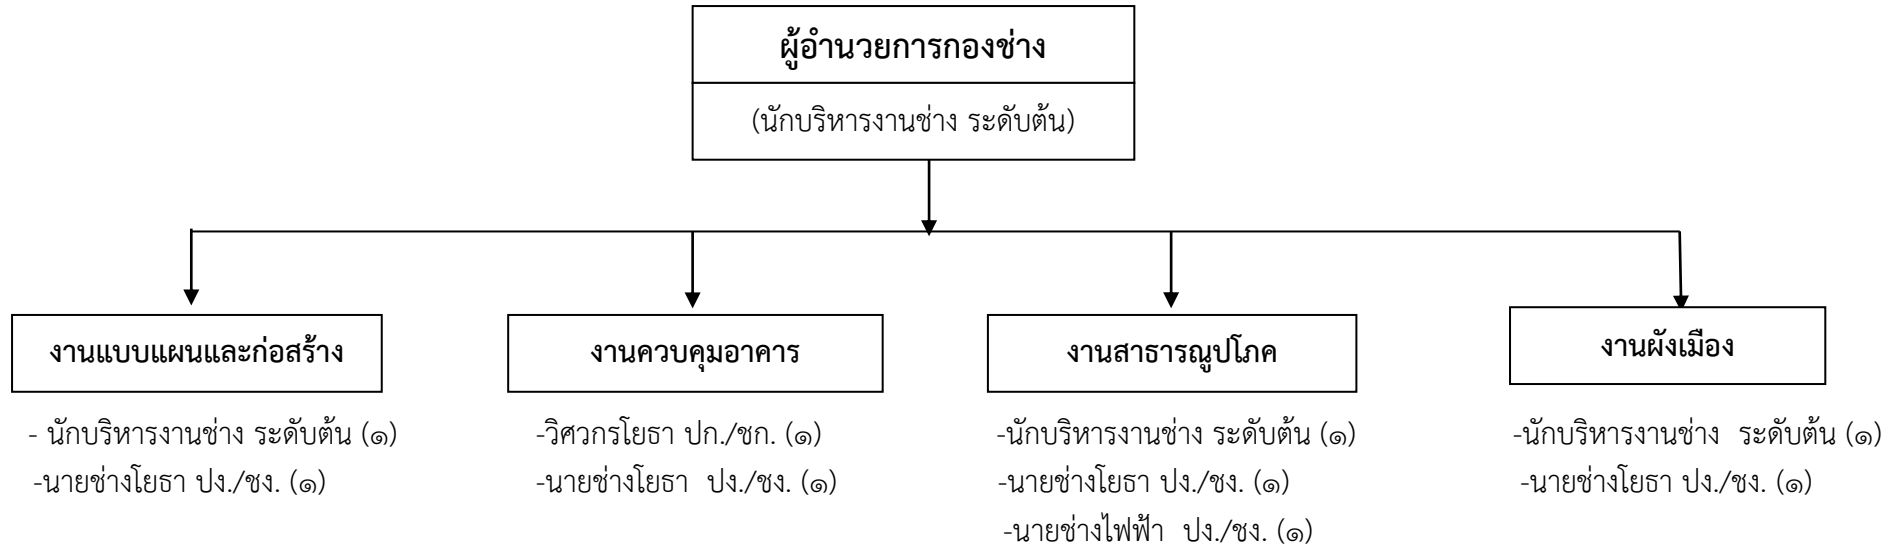 ผู้อำนวยการกองช่าง
(นักบริหารงานช่าง ระดับต้น)
งานแบบแผนและก่อสร้าง
- นักบริหารงานช่าง ระดับต้น (๑)
-นายช่างโยธา ปง./ชง. (๑)
งานควบคุมอาคาร
-วิศวกรโยธา ปก./ชก. (๑)
-นายช่างโยธา ปง./ชง. (๑)
งานสาธารณูปโภค
-นักบริหารงานช่าง ระดับต้น (๑)
-นายช่างโยธา ปง./ชง. (๑)
-นายช่างไฟฟ้า ปง./ชง. (๑)
งานผังเมือง
-นักบริหารงานช่าง ระดับต้น (๑)
-นายช่างโยธา ปง./ชง. (๑)